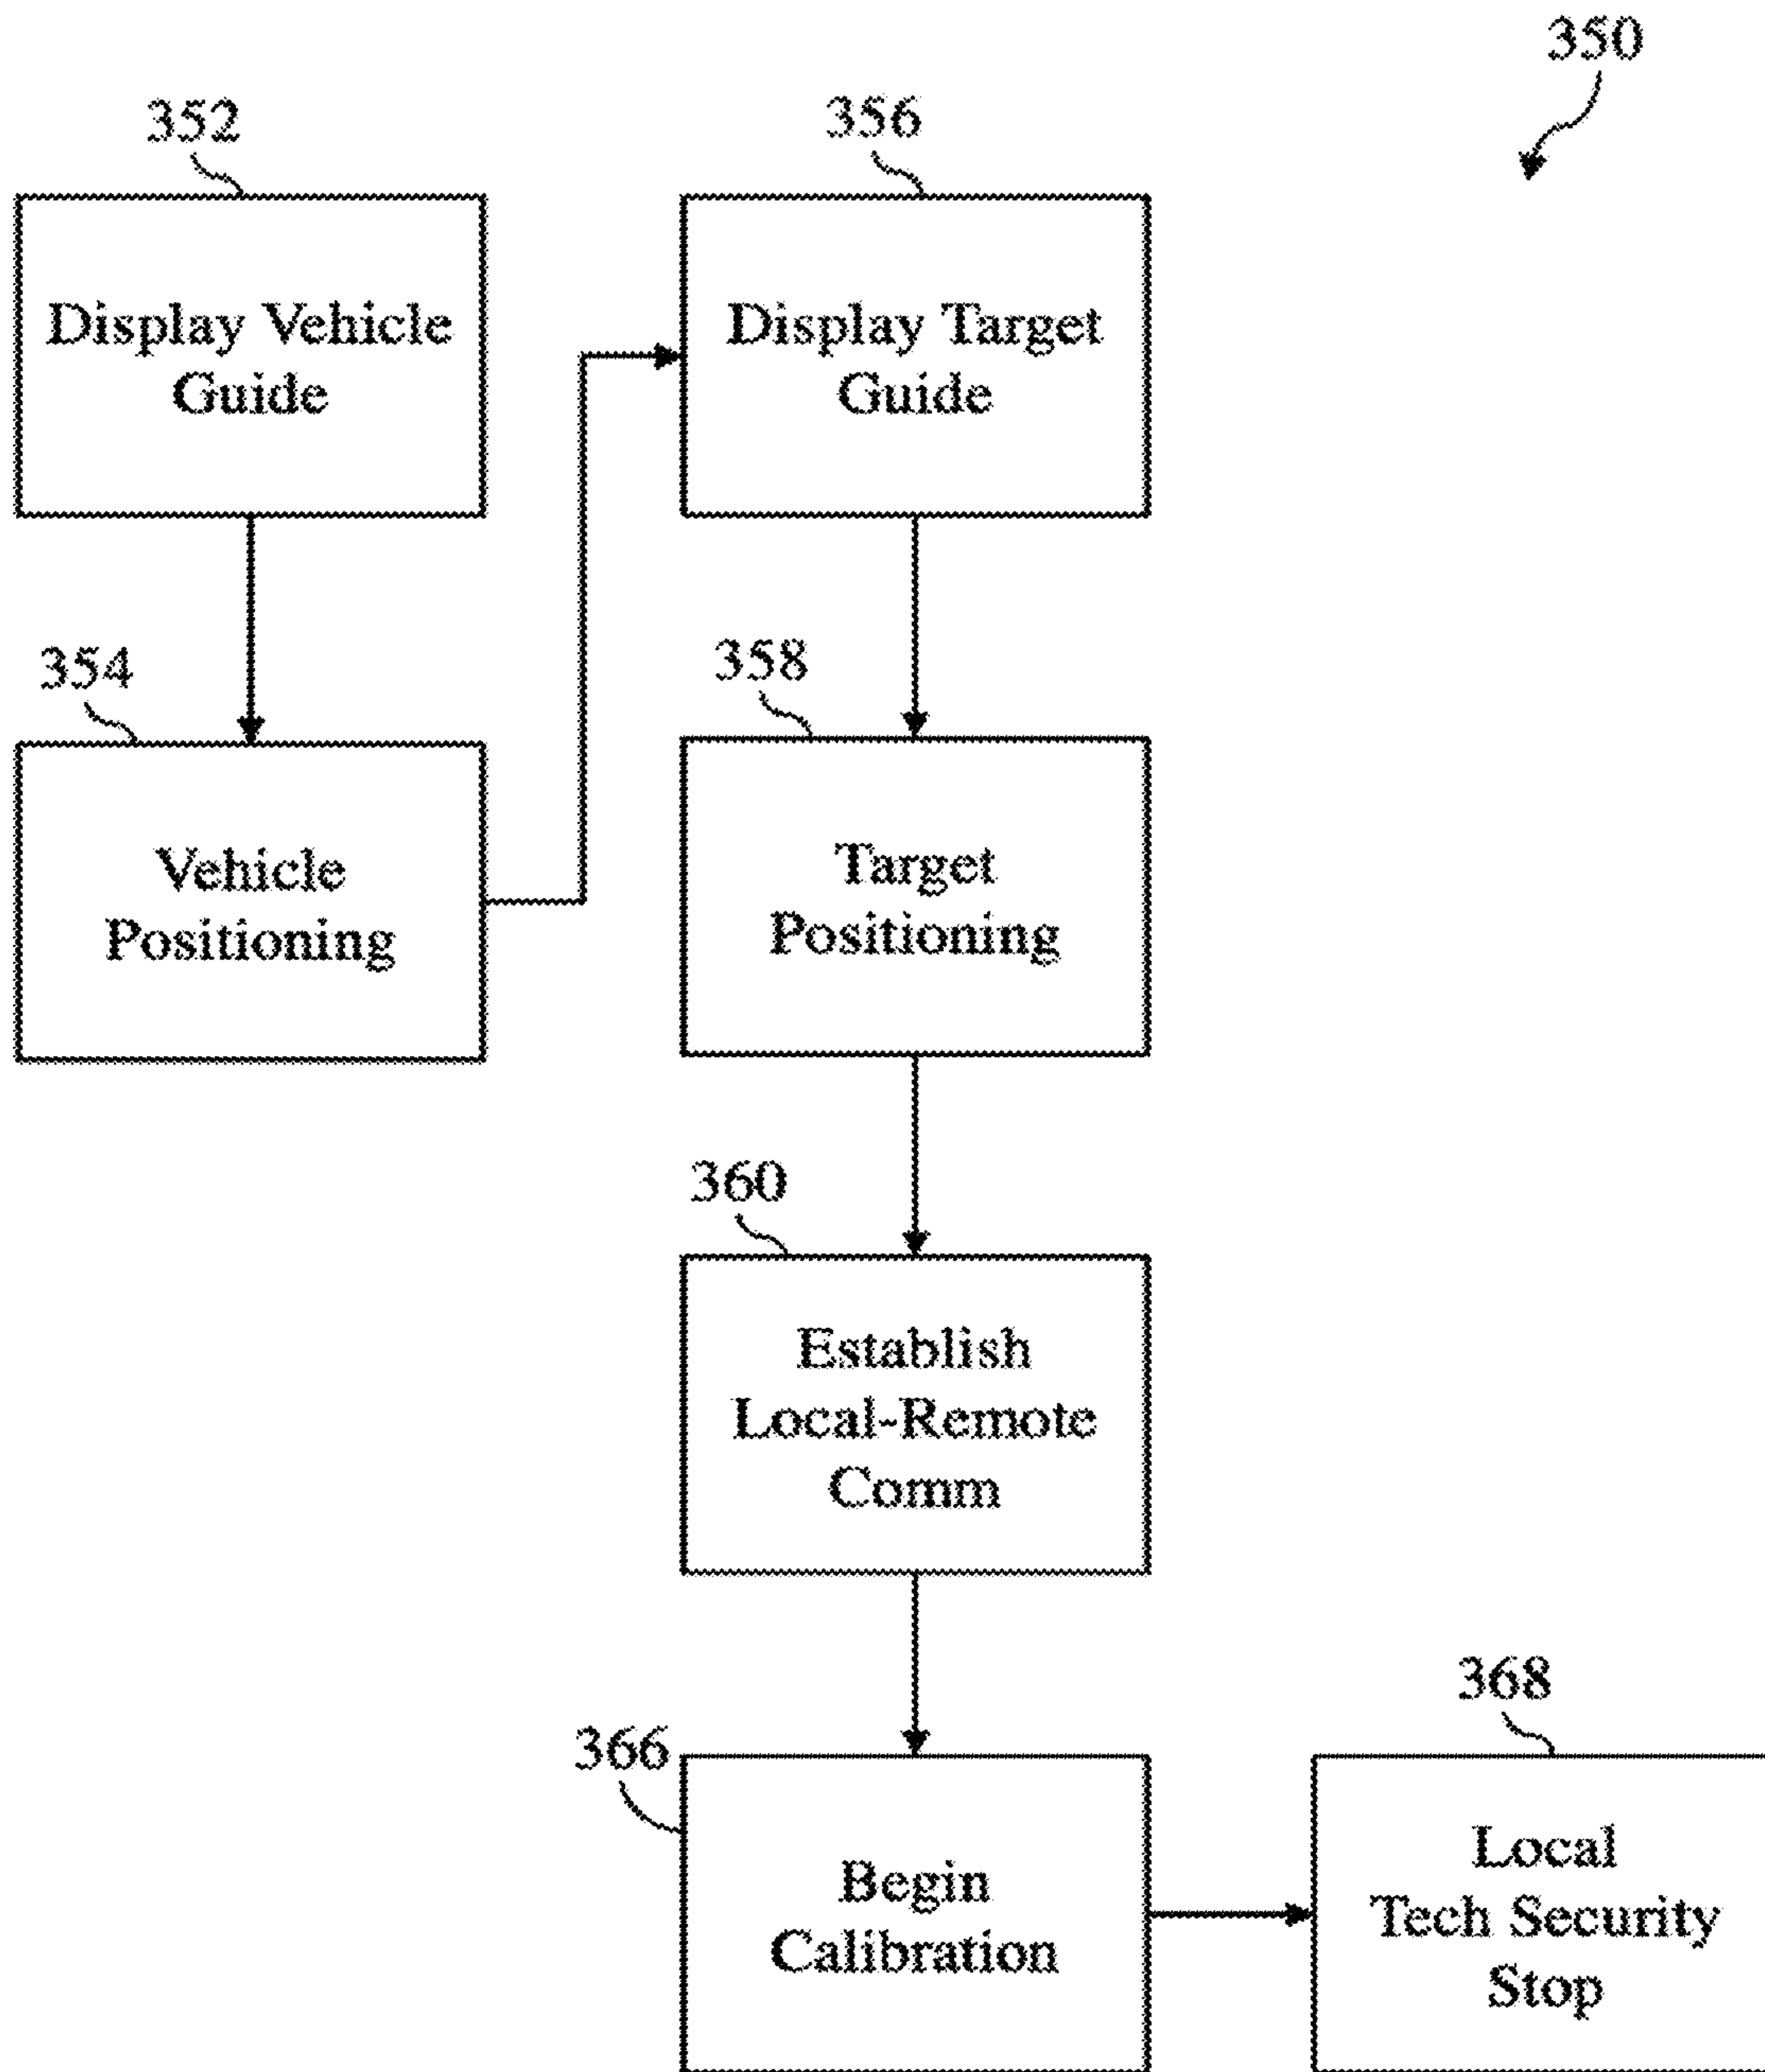 350
352
Display Vehicle
Guide
354
Vehicle
Positioning
356
Display Target
Guide
358
Target
Positioning
360
Establish
Local-Remote
Comm
366
Begin
Calibration
368
Local
Tech Security
Stop